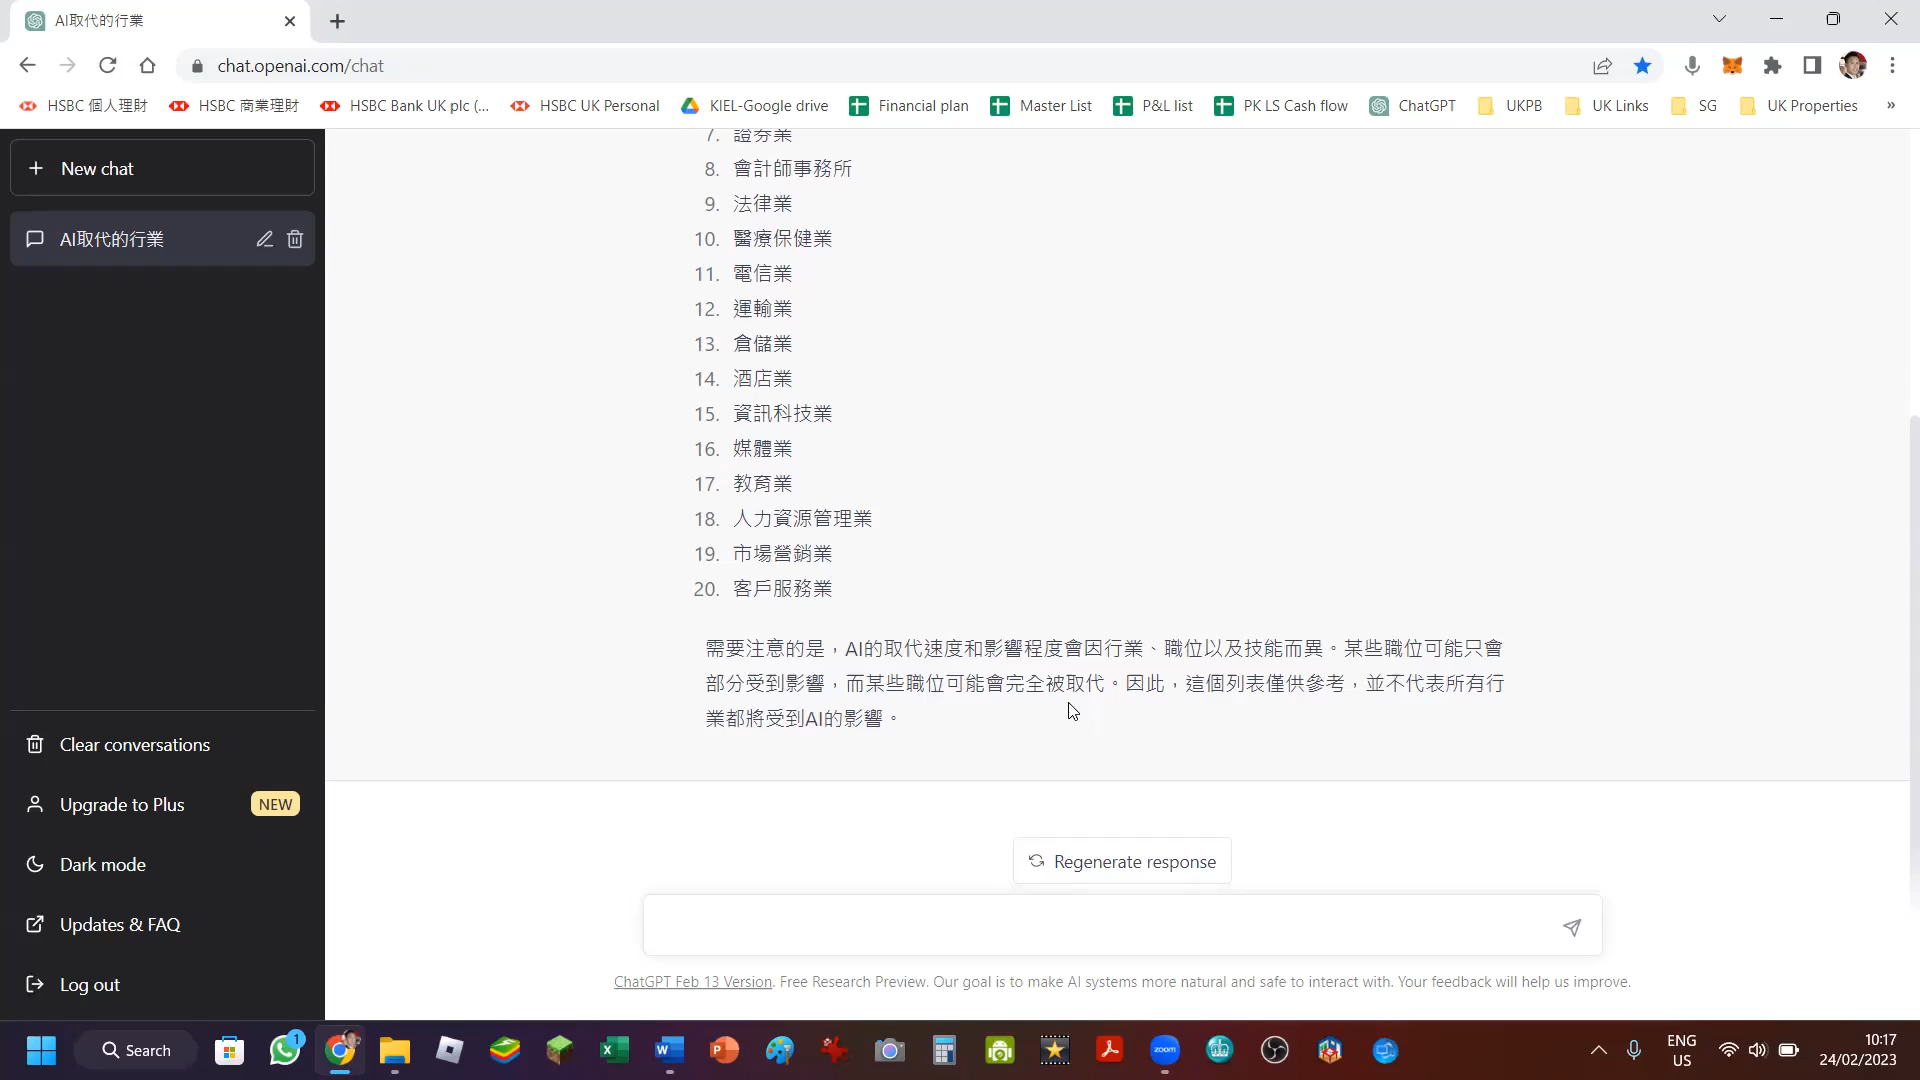 AI取代的行業
chat.openai.com/chat
HSBC 個人理財
HSBC 商業理財
HSBC Bank UK plc (...
HSBC UK Personal
KIEL-Google drive
Financial plan
Master List
P&L list
PK LS Cash flow
ChatGPT
UKPB
UK Links
SG
UK Properties
»
New chat
AI取代的行業
Clear conversations
Upgrade to Plus
NEW
Dark mode
Updates & FAQ
Log out
7. 證券業
8. 會計師事務所
9. 法律業
10. 醫療保健業
11. 電信業
12. 運輸業
13. 倉儲業
14. 酒店業
15. 資訊科技業
16. 媒體業
17. 教育業
18. 人力資源管理業
19. 市場營銷業
20. 客戶服務業
需要注意的是，AI的取代速度和影響程度會因行業、職位以及技能而異。某些職位可能只會
部分受到影響，而某些職位可能會完全被取代。因此，這個列表僅供參考，並不代表所有行
業都將受到AI的影響。
Regenerate response
ChatGPT Feb 13 Version. Free Research Preview. Our goal is to make AI systems more natural and safe to interact with. Your feedback will help us improve.
Search
1
zoom
ENG
US
10:17
24/02/2023